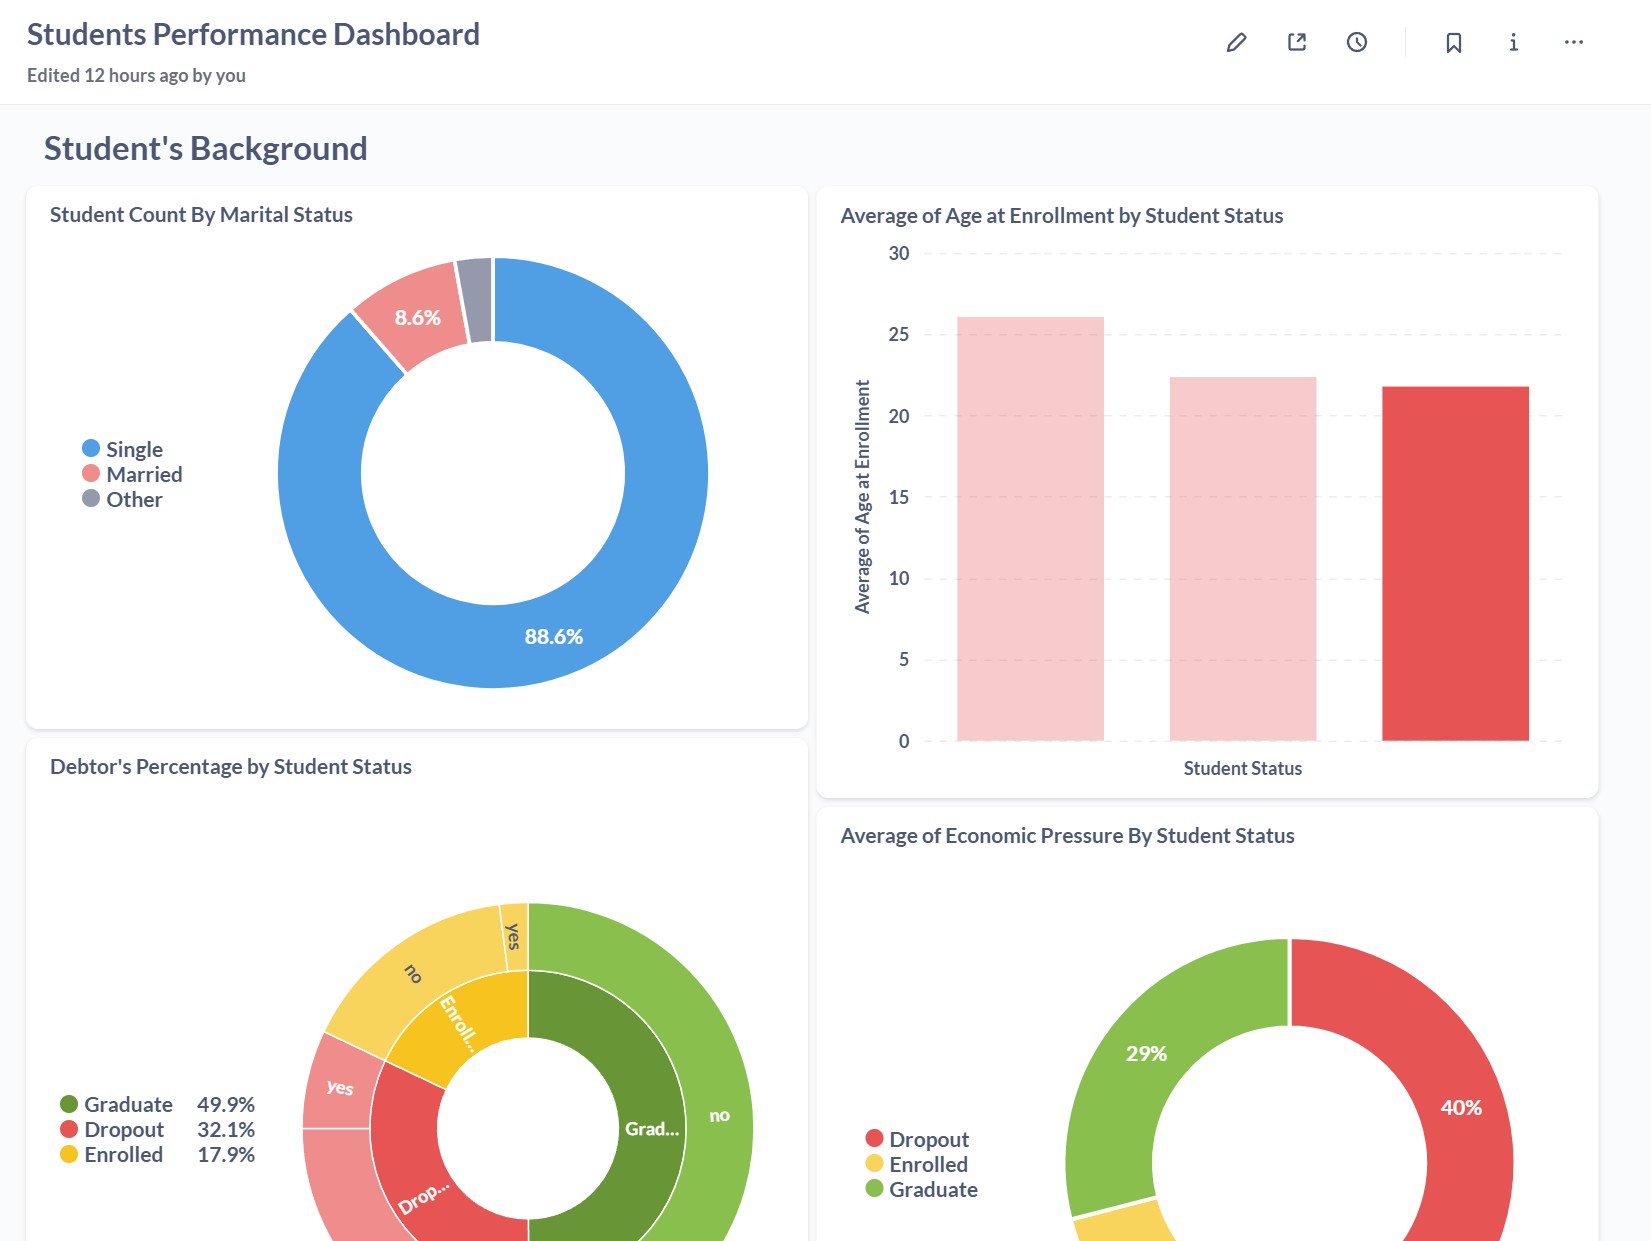 Students Performance Dashboard
Edited 12 hours ago by you
Student's Background
Student Count By Marital Status
8.6%
88.6%
Single
Married
Other
Average of Age at Enrollment by Student Status
Average of Age at Enrollment
30
25
20
15
10
5
0
Student Status
Debtor's Percentage by Student Status
Graduate 49.9%
Dropout 32.1%
Enrolled 17.9%
yes
no
Enroll...
yes
Grad...
no
Drop...
Average of Economic Pressure By Student Status
29%
40%
Dropout
Enrolled
Graduate